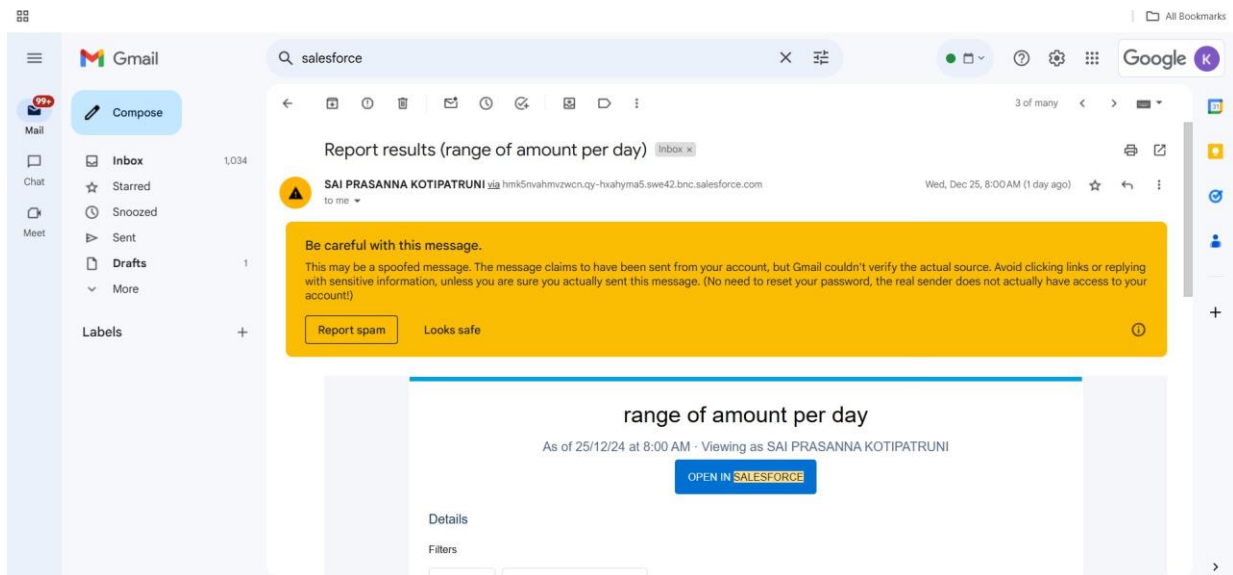 All Bookmarks
Gmail
salesforce
Google K
99+
Mail
Compose
3 of many
31
Report results (range of amount per day) Inbox x
Inbox 1,034
Chat
Starred
SAI PRASANNA KOTIPATRUNI via hmk5nvahmvzwcn.qy-hxahyma5.swe42.bnc.salesforce.com Wed, Dec 25, 8:00 AM (1 day ago)
to me
Snoozed
Meet
Sent
Drafts 1
More
Labels +
Be careful with this message.
This may be a spoofed message. The message claims to have been sent from your account, but Gmail couldn't verify the actual source. Avoid clicking links or replying
with sensitive information, unless you are sure you actually sent this message. (No need to reset your password, the real sender does not actually have access to your
account!)
Report spam Looks safe
range of amount per day
As of 25/12/24 at 8:00 AM · Viewing as SAI PRASANNA KOTIPATRUNI
OPEN IN SALESFORCE
Details
Filters